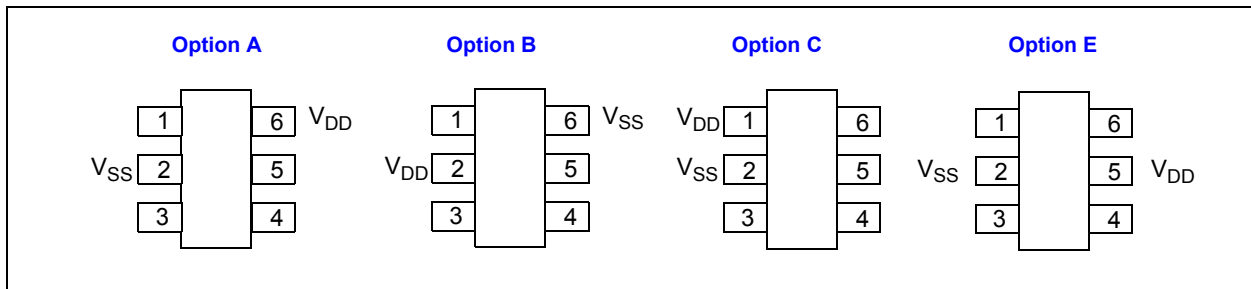 Option A Option B Option C Option E
1 6 VDD 1 6 VSS VDD 1 6 1 6
VSS 2 5 VDD 2 5 VSS 2 5 VSS 2 5 VDD
3 4 3 4 3 4 3 4